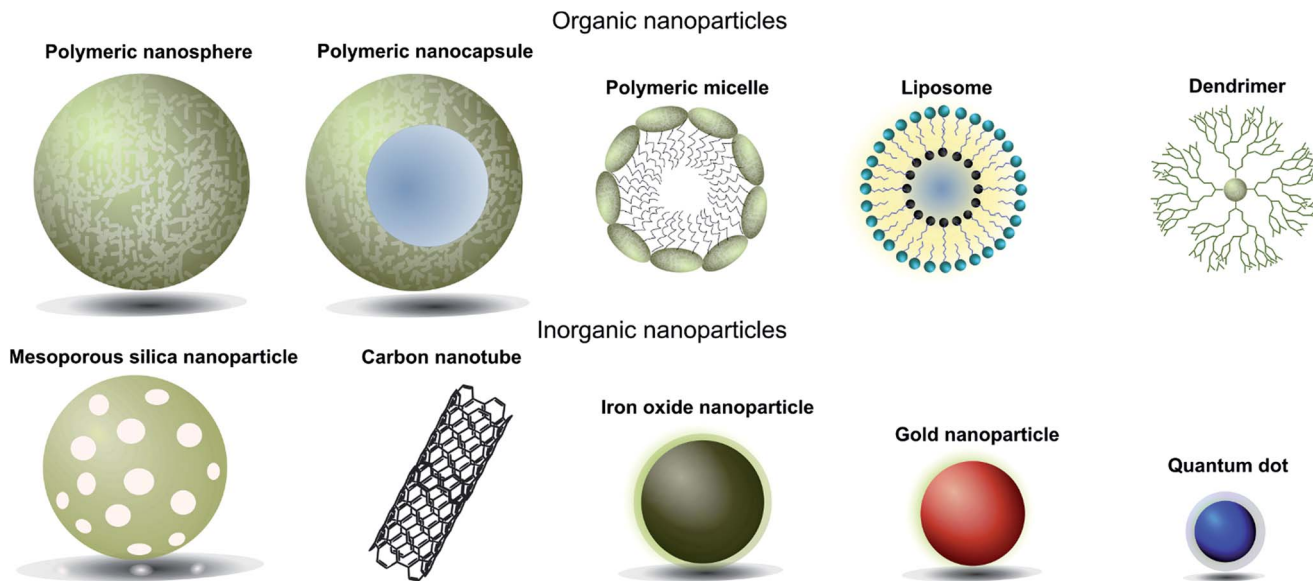 Organic nanoparticles
Polymeric nanosphere
Polymeric nanocapsule
Polymeric micelle
Liposome
Dendrimer
Inorganic nanoparticles
Mesoporous silica nanoparticle
Carbon nanotube
Iron oxide nanoparticle
Gold nanoparticle
Quantum dot